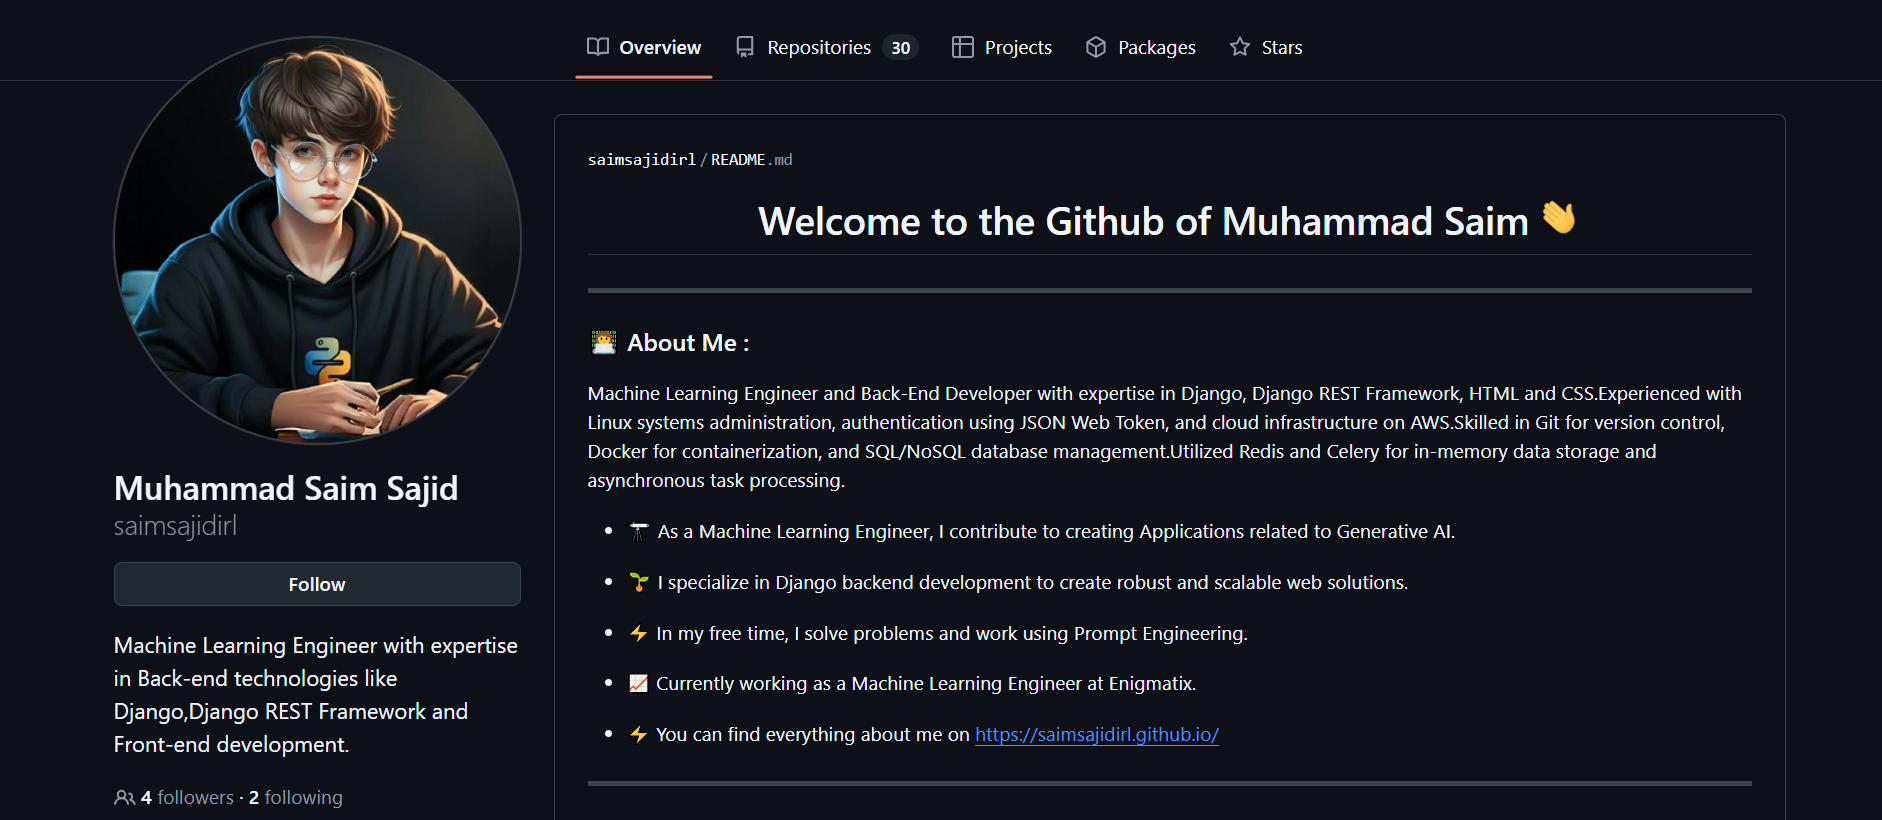 Overview Repositories 30 Projects Packages Stars
saimsajidirl/README.md
Welcome to the Github of Muhammad Saim 👋
👨‍💻 About Me :
Machine Learning Engineer and Back-End Developer with expertise in Django, Django REST Framework, HTML and CSS.Experienced with
Linux systems administration, authentication using JSON Web Token, and cloud infrastructure on AWS.Skilled in Git for version control,
Docker for containerization, and SQL/NoSQL database management.Utilized Redis and Celery for in-memory data storage and
asynchronous task processing.
• 🔭 As a Machine Learning Engineer, I contribute to creating Applications related to Generative AI.
• 🌱 I specialize in Django backend development to create robust and scalable web solutions.
• ⚡ In my free time, I solve problems and work using Prompt Engineering.
• 📈 Currently working as a Machine Learning Engineer at Enigmatix.
• ⚡ You can find everything about me on https://saimsajidirl.github.io/
Muhammad Saim Sajid
saimsajidirl
Follow
Machine Learning Engineer with expertise
in Back-end technologies like
Django,Django REST Framework and
Front-end development.
4 followers · 2 following